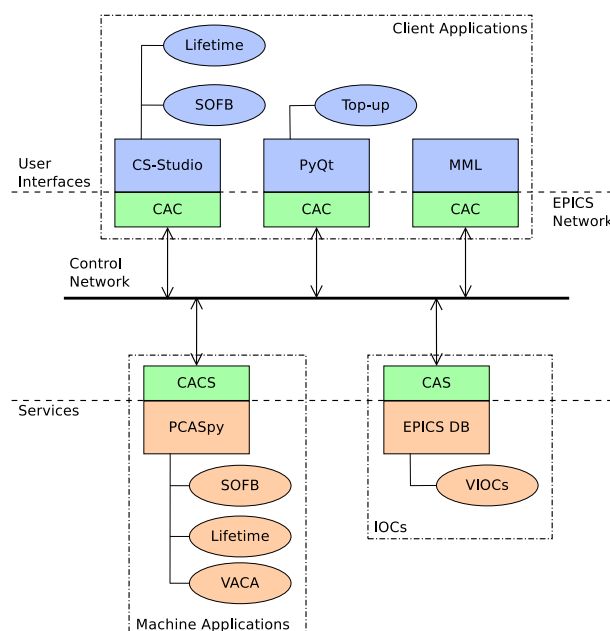 Client Applications
Lifetime
SOFB
Top-up
CS-Studio
PyQt
MML
User
Interfaces
CAC
CAC
CAC
EPICS
Network
Control
Network
CACS
CAS
Services
PCASpy
EPICS DB
SOFB
VIOCs
Lifetime
IOCs
VACA
Machine Applications